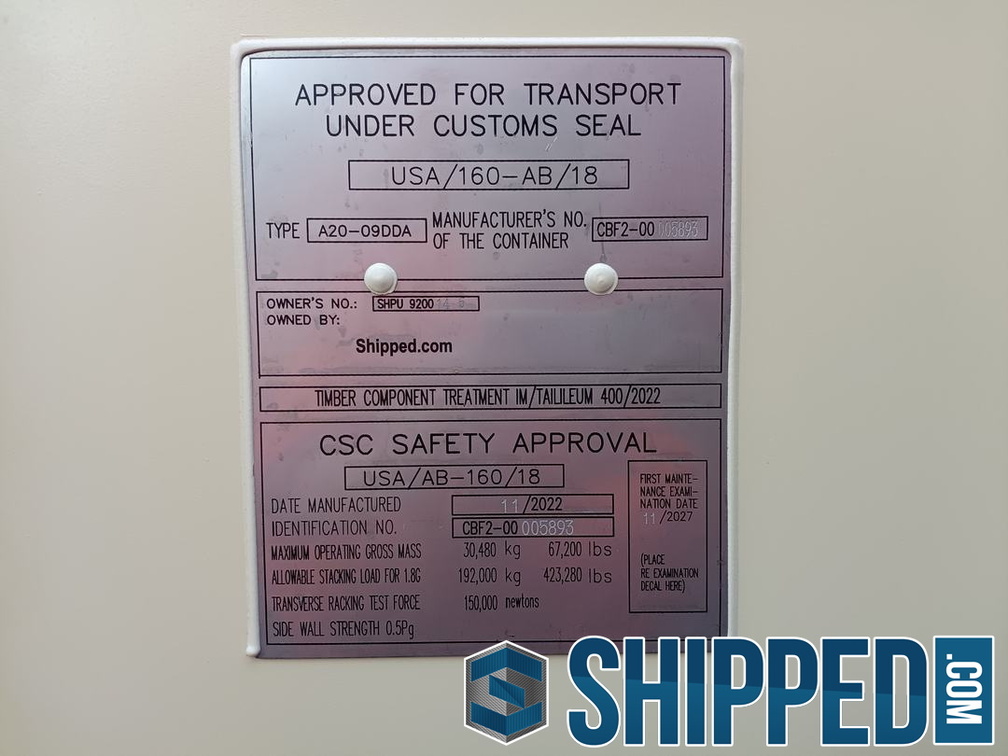 APPROVED FOR TRANSPORT
UNDER CUSTOMS SEAL
USA/160-AB/18
TYPE A20-09DDA MANUFACTURER'S NO. OF THE CONTAINER CBF2-00 005893
OWNER'S NO.: SHPU 9200 14 8
OWNED BY:
Shipped.com
TIMBER COMPONENT TREATMENT IM/TAILILEUM 400/2022
CSC SAFETY APPROVAL
USA/AB-160/18
DATE MANUFACTURED 11/2022
IDENTIFICATION NO. CBF2-00 005893
MAXIMUM OPERATING GROSS MASS 30,480 kg 67,200 lbs
ALLOWABLE STACKING LOAD FOR 1.8G 192,000 kg 423,280 lbs
TRANSVERSE RACKING TEST FORCE 150,000 newtons
SIDE WALL STRENGTH 0.5Pg
FIRST MAINTE-
NANCE EXAMI-
NATION DATE
11/2027
(PLACE
RE EXAMINATION
DECAL HERE)
SHIPPED.COM